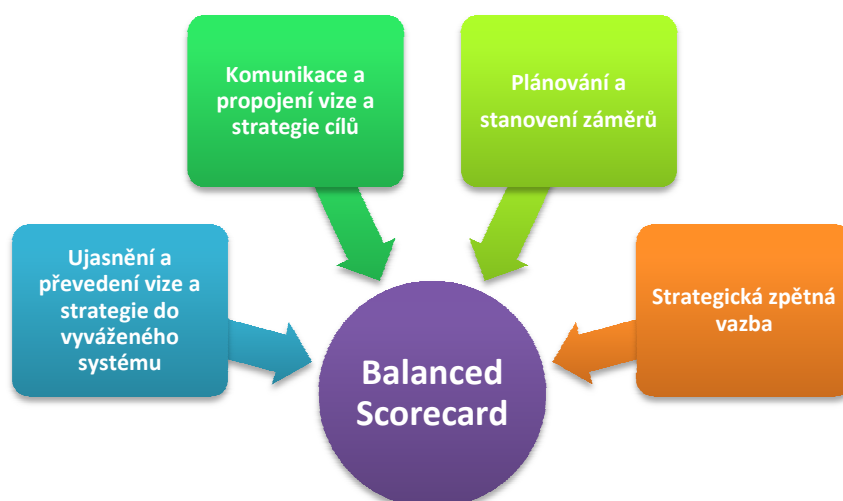 Komunikace a
propojení vize a
strategie cílů
Plánování a
stanovení záměrů
Ujasnění a
převedení vize a
strategie do
vyváženého
systému
Strategická zpětná
vazba
Balanced
Scorecard